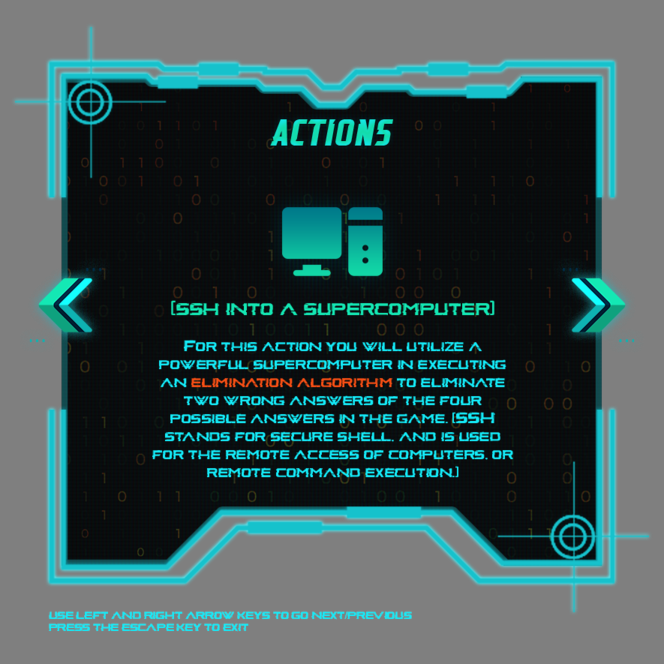 ACTIONS
[SSH INTO A SUPERCOMPUTER]
FOR THIS ACTION YOU WILL UTILIZE A
POWERFUL SUPERCOMPUTER IN EXECUTING
AN ELIMINATION ALGORITHM TO ELIMINATE
TWO WRONG ANSWERS OF THE FOUR
POSSIBLE ANSWERS IN THE GAME. [SSH
STANDS FOR SECURE SHELL. AND IS USED
FOR THE REMOTE ACCESS OF COMPUTERS. OR
REMOTE COMMAND EXECUTION.]
USE LEFT AND RIGHT ARROW KEYS TO GO NEXT/PREVIOUS
PRESS THE ESCAPE KEY TO EXIT